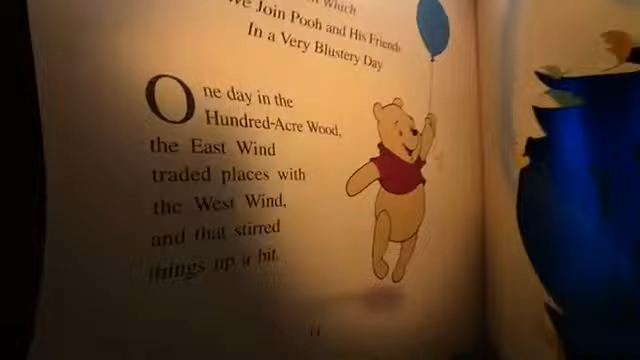 Which
We Join Pooh and His Friends
In a Very Blustery Day
One day in the
Hundred-Acre Wood,
the East Wind
traded places with
the West Wind,
and that stirred
things up a bit.
11